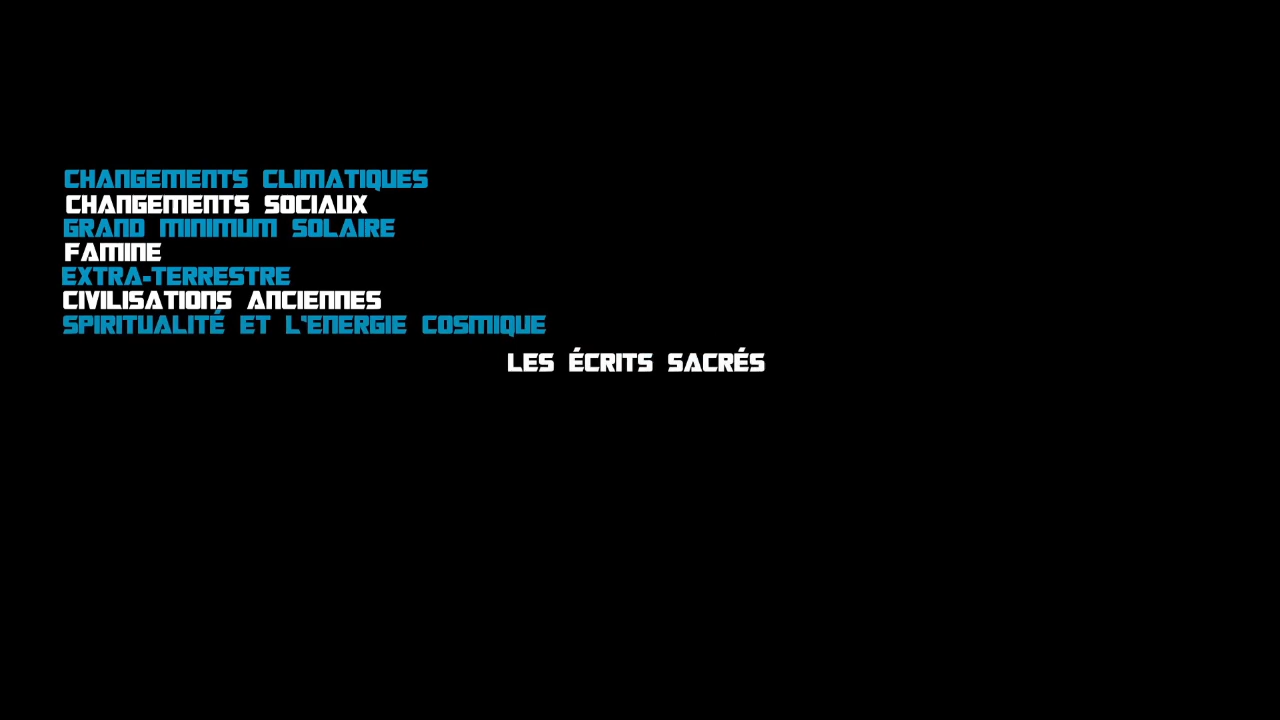 CHANGEMENTS CLIMATIQUES
CHANGEMENTS SOCIAUX
GRAND MINIMUM SOLAIRE
FAMINE
EXTRA-TERRESTRE
CIVILISATIONS ANCIENNES
SPIRITUALITÉ ET L'ENERGIE COSMIQUE
LES ÉCRITS SACRÉS